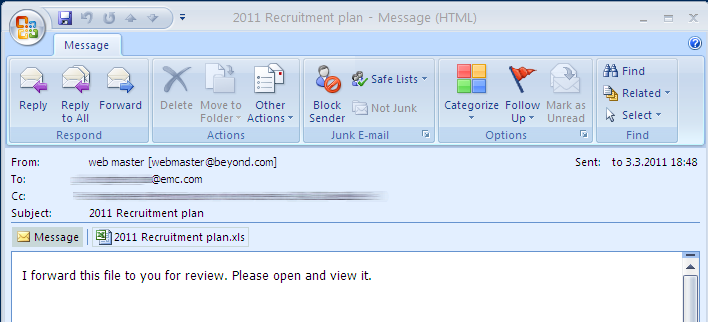 2011 Recruitment plan - Message (HTML)
Message
Reply
Reply to All
Forward
Respond
Delete
Move to Folder
Other Actions
Actions
Block Sender
Safe Lists
Not Junk
Junk E-mail
Categorize
Follow Up
Mark as Unread
Options
Find
Related
Select
Find
From: web master [webmaster@beyond.com] Sent: to 3.3.2011 18:48
To: @emc.com
Cc:
Subject: 2011 Recruitment plan
Message 2011 Recruitment plan.xls
I forward this file to you for review. Please open and view it.